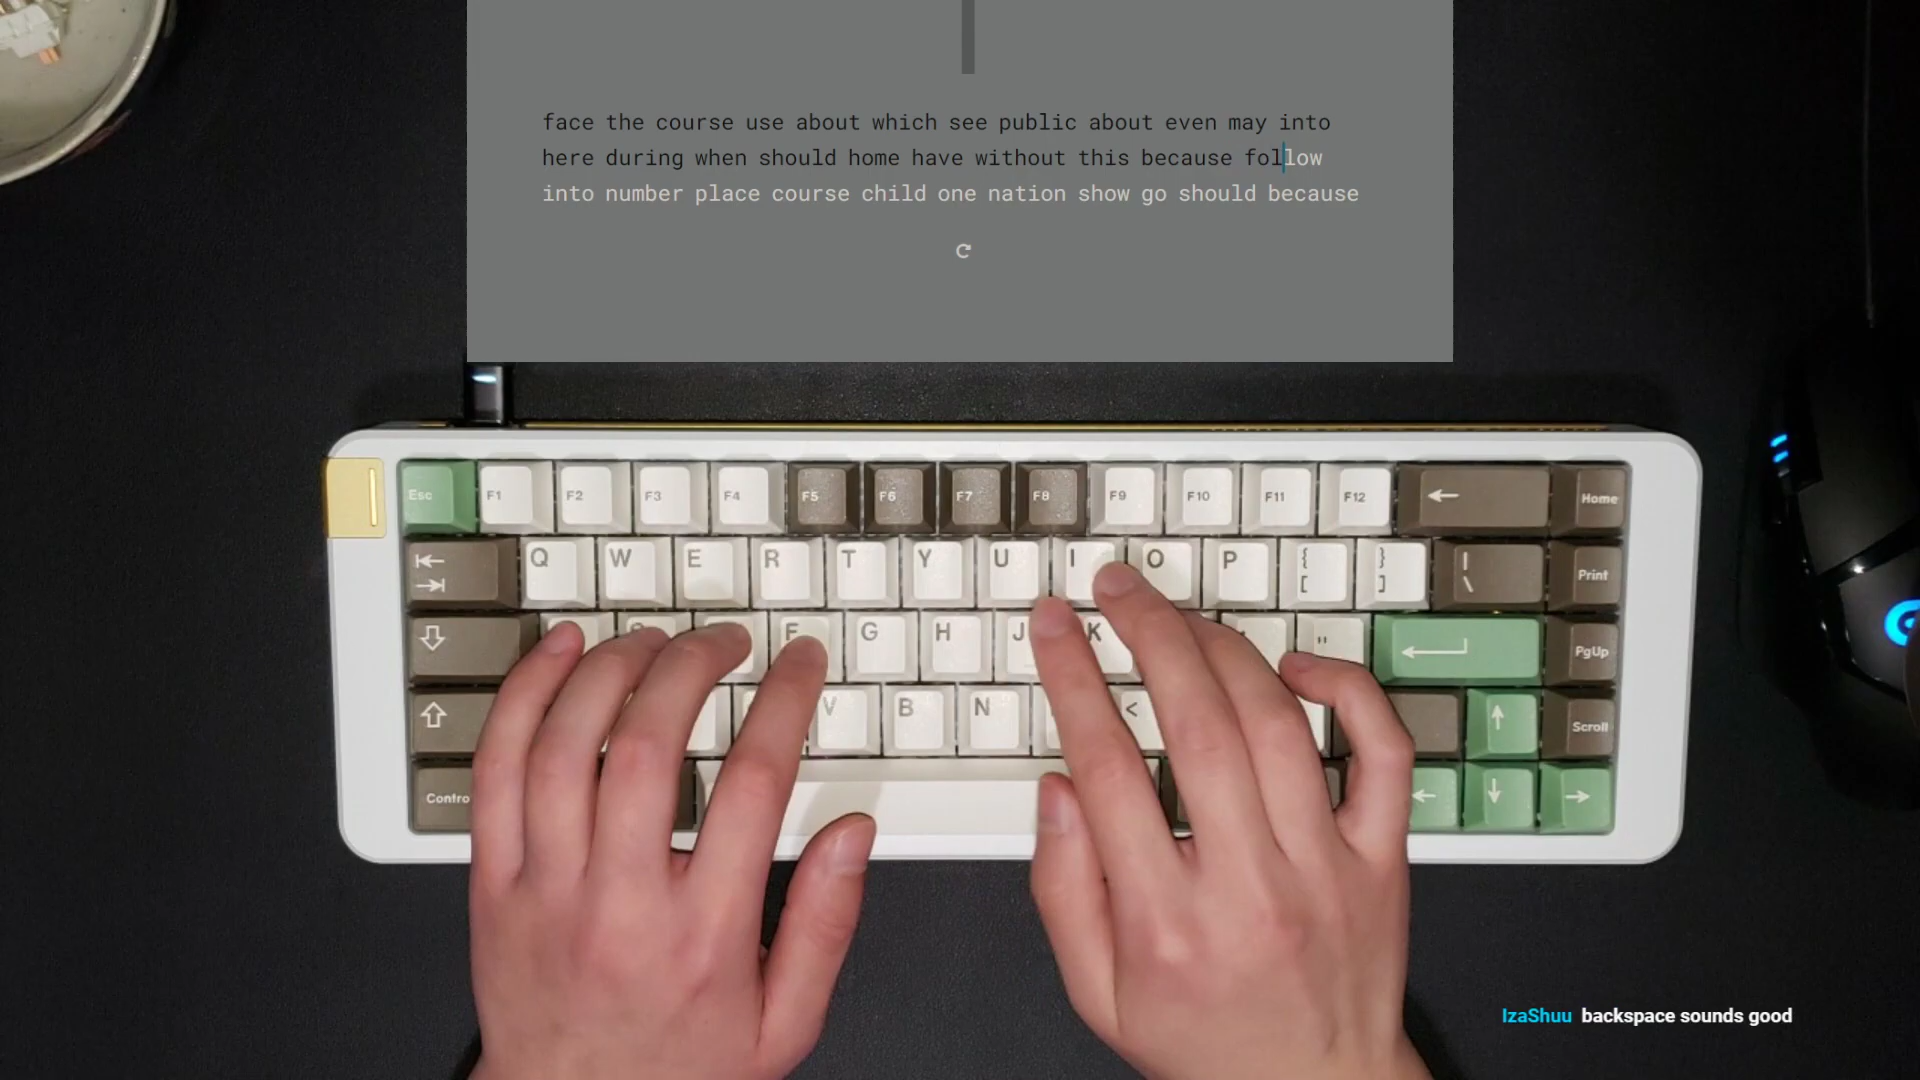 face the course use about which see public about even may into
here during when should home have without this because follow
into number place course child one nation show go should because
Esc F1 F2 F3 F4 F5 F6 F7 F8 F9 F10 F11 F12 ← Home
Q W E R T Y U I O P { [ } ] | \ Print
F G H J K " PgUp
V B N < ↑ Scroll
Contro ← ↓ →
IzaShuu backspace sounds good